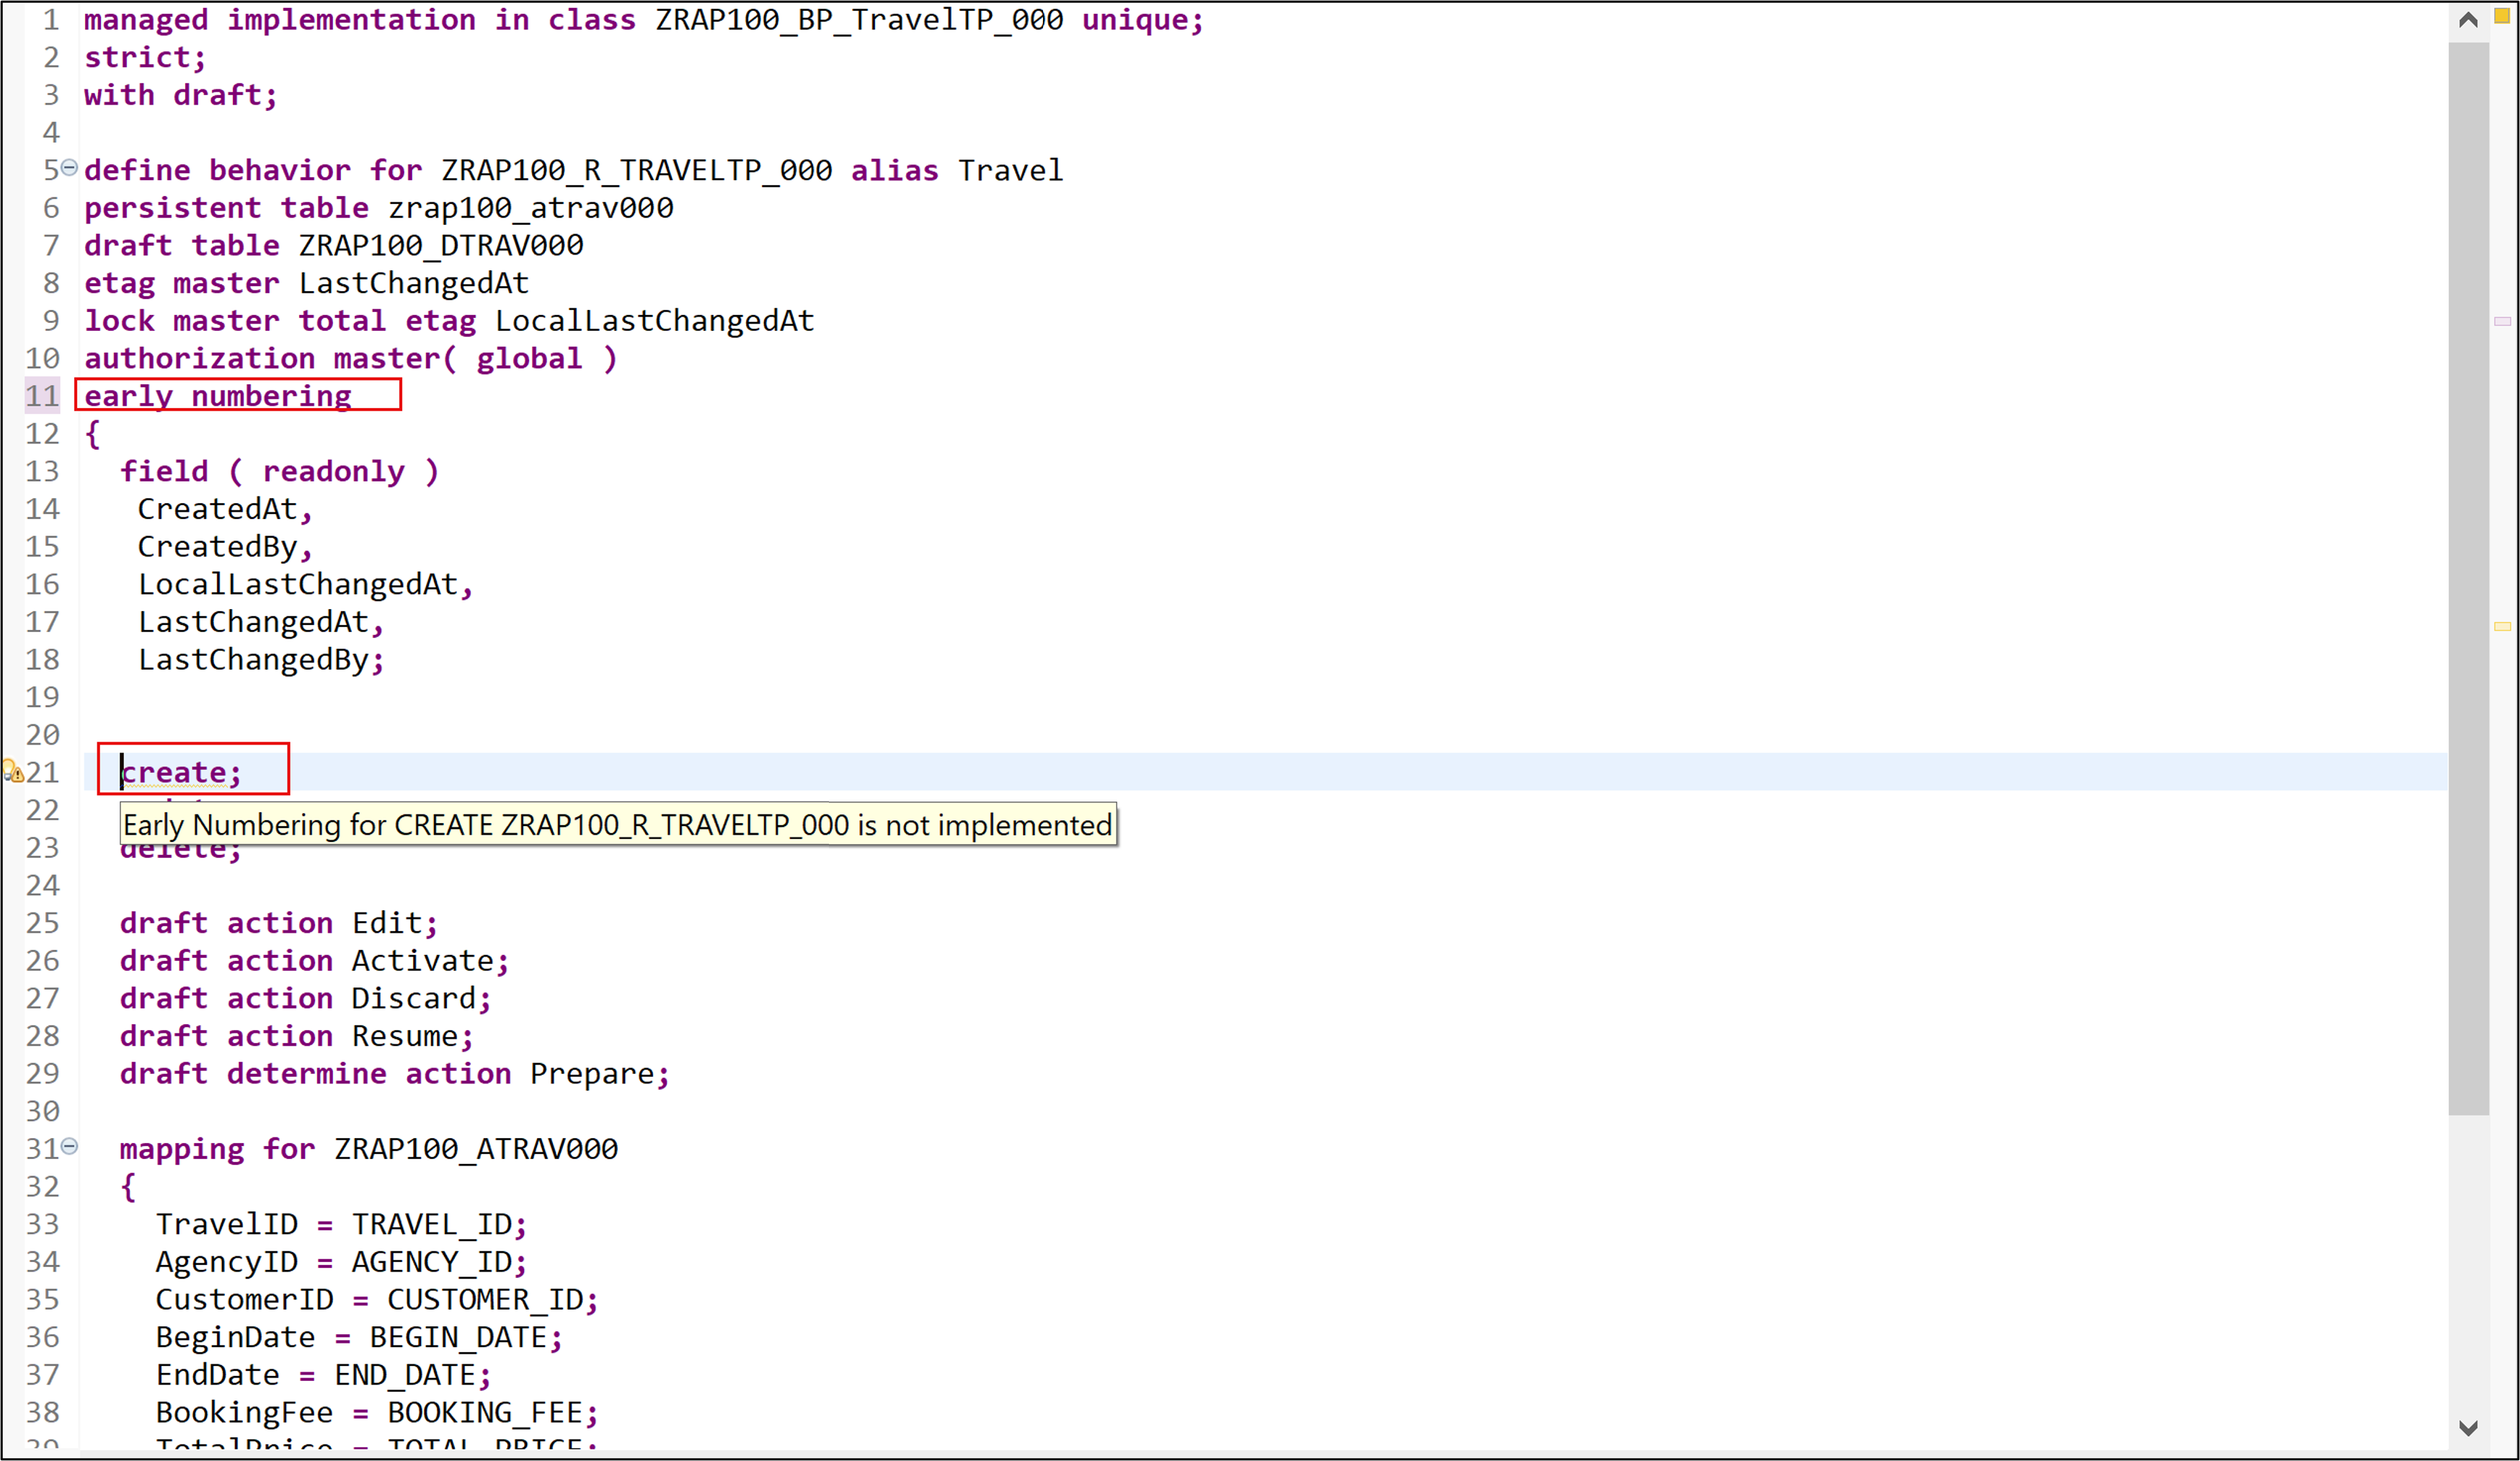 1 managed implementation in class ZRAP100_BP_TravelTP_000 unique;
2 strict;
3 with draft;
4
5 define behavior for ZRAP100_R_TRAVELTP_000 alias Travel
6 persistent table zrap100_atrav000
7 draft table ZRAP100_DTRAV000
8 etag master LastChangedAt
9 lock master total etag LocalLastChangedAt
10 authorization master( global )
11 early numbering
12 {
13 field ( readonly )
14 CreatedAt,
15 CreatedBy,
16 LocalLastChangedAt,
17 LastChangedAt,
18 LastChangedBy;
19
20
21 create;
22
Early Numbering for CREATE ZRAP100_R_TRAVELTP_000 is not implemented
23 delete;
24
25 draft action Edit;
26 draft action Activate;
27 draft action Discard;
28 draft action Resume;
29 draft determine action Prepare;
30
31 mapping for ZRAP100_ATRAV000
32 {
33 TravelID = TRAVEL_ID;
34 AgencyID = AGENCY_ID;
35 CustomerID = CUSTOMER_ID;
36 BeginDate = BEGIN_DATE;
37 EndDate = END_DATE;
38 BookingFee = BOOKING_FEE;
39 TotalPrice = TOTAL_PRICE;